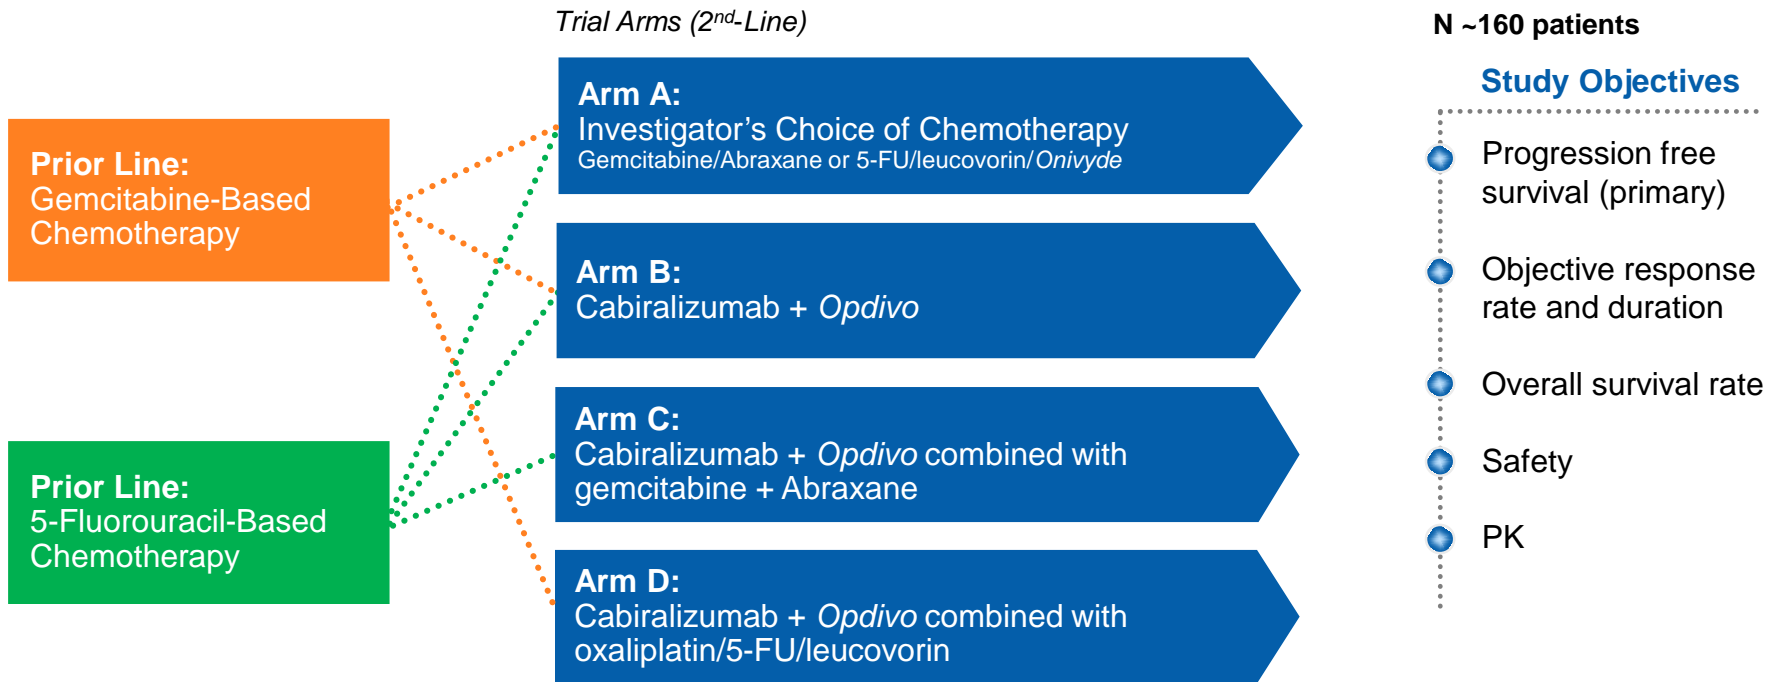 Trial Arms (2nd-Line)
N ~160 patients
Prior Line:
Gemcitabine-Based
Chemotherapy
Prior Line:
5-Fluorouracil-Based
Chemotherapy
Arm A:
Investigator’s Choice of Chemotherapy
Gemcitabine/Abraxane or 5-FU/leucovorin/Onivyde
Arm B:
Cabiralizumab + Opdivo
Arm C:
Cabiralizumab + Opdivo combined with
gemcitabine + Abraxane
Arm D:
Cabiralizumab + Opdivo combined with
oxaliplatin/5-FU/leucovorin
Study Objectives
Progression free
survival (primary)
Objective response
rate and duration
Overall survival rate
Safety
PK